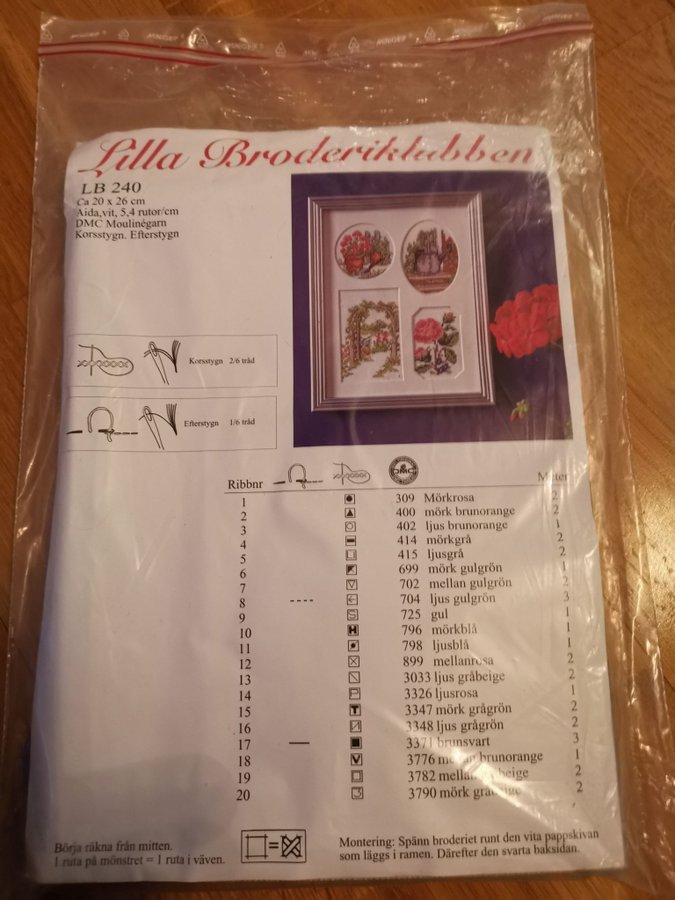 Lilla Broderiklubben
LB 240
Ca 20 x 26 cm
Aida,vit, 5,4 rutor/cm
DMC Moulinégarn
Korsstygn. Efterstygn
Korsstygn 2/6 tråd
Efterstygn 1/6 tråd
Ribbnr DMC Meter
1 309 Mörkrosa 2
2 400 mörk brunorange 2
3 402 ljus brunorange 1
4 414 mörkgrå 2
5 415 ljusgrå 2
6 699 mörk gulgrön 1
7 702 mellan gulgrön 2
8 704 ljus gulgrön 3
9 725 gul 1
10 796 mörkblå 1
11 798 ljusblå 1
12 899 mellanrosa 2
13 3033 ljus gråbeige 2
14 3326 ljusrosa 1
15 3347 mörk grågrön 2
16 3348 ljus grågrön 2
17 3371 brunsvart 3
18 3776 mellan brunorange 1
19 3782 mellan gråbeige 2
20 3790 mörk gråbeige 2
Börja räkna från mitten.
1 ruta på mönstret = 1 ruta i väven.
=
Montering: Spänn broderiet runt den vita pappskivan
som läggs i ramen. Därefter den svarta baksidan.